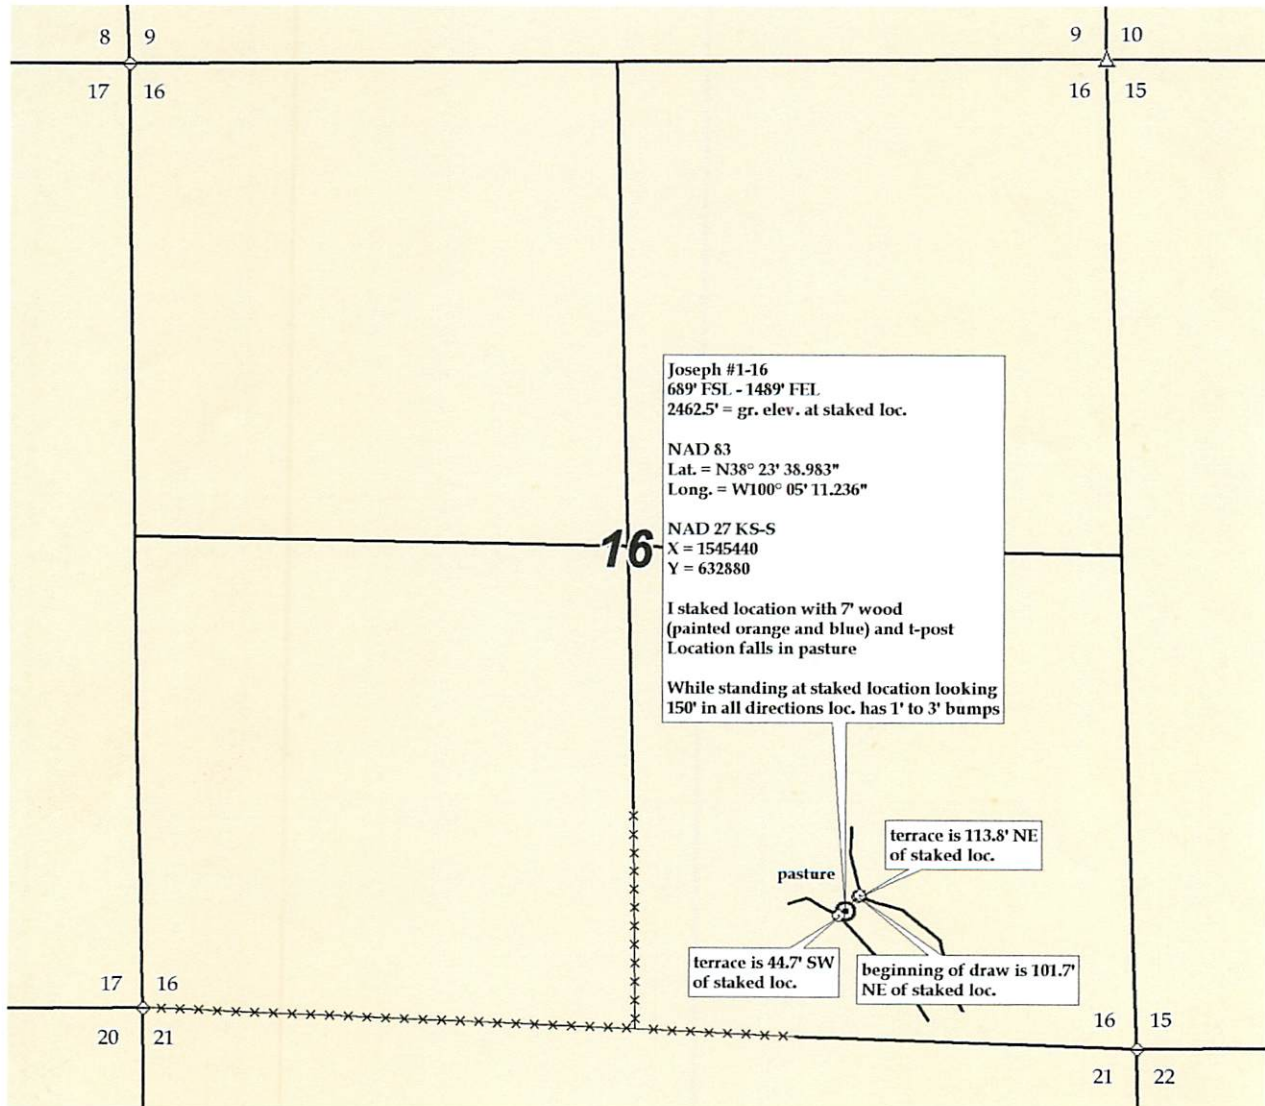 8 9
9 10
17 16
16 15
Joseph #1-16
689' FSL - 1489' FEL
2462.5' = gr. elev. at staked loc.
NAD 83
Lat. = N38° 23' 38.983"
Long. = W100° 05' 11.236"
NAD 27 KS-S
X = 1545440
Y = 632880
I staked location with 7' wood
(painted orange and blue) and t-post
Location falls in pasture
While standing at staked location looking
150' in all directions loc. has 1' to 3' bumps
16
terrace is 113.8' NE
of staked loc.
pasture
terrace is 44.7' SW
of staked loc.
beginning of draw is 101.7'
NE of staked loc.
17 16
16 15
20 21
21 22